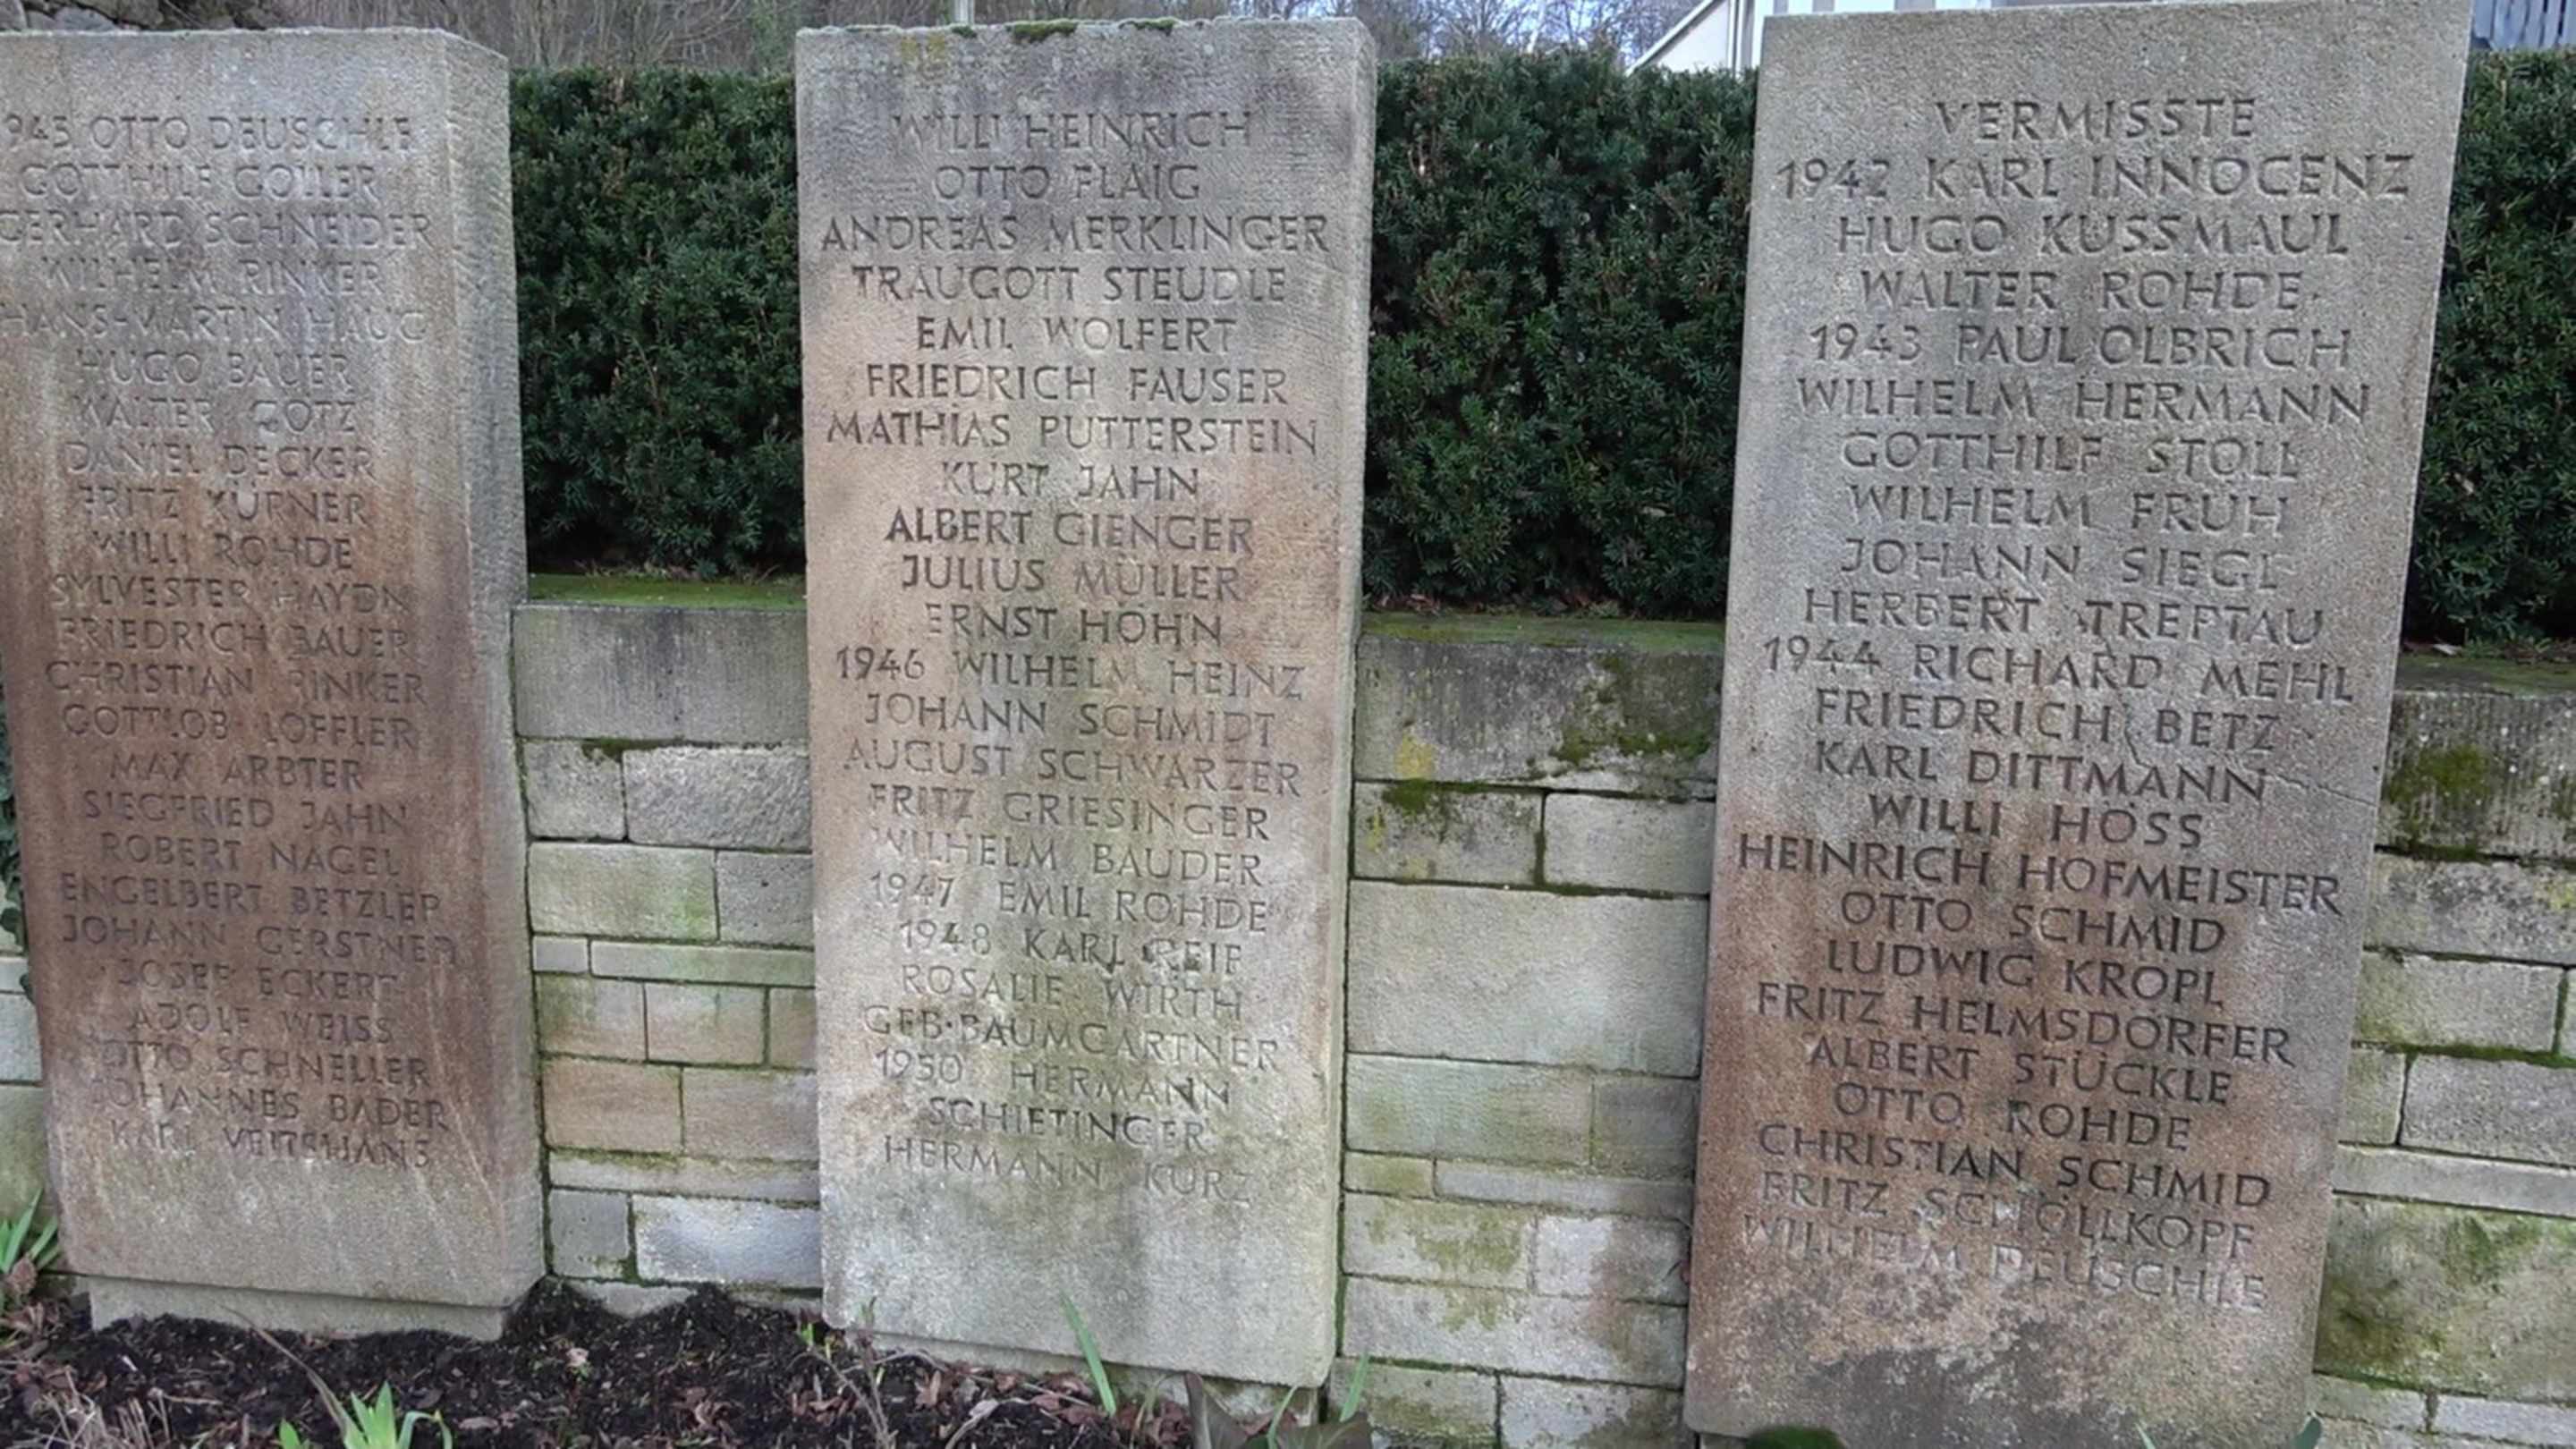 1945 OTTO DEUSCHLE
GOTTHILF GOLLER
GERHARD SCHNEIDER
WILHELM RINKER
HANS-MARTIN HAUG
HUGO BAUER
WALTER GÖTZ
DANIEL DECKER
FRITZ KÜRNER
WILLI ROHDE
SYLVESTER HAYDN
FRIEDRICH BAUER
CHRISTIAN RINKER
GOTTLOB LÖFFLER
MAX ARBTER
SIEGFRIED JAHN
ROBERT NAGEL
ENGELBERT BETZLER
JOHANN GERSTNER
JOSEF ECKERT
ADOLF WEISS
OTTO SCHNELLER
JOHANNES BADER
KARL VEITSHANS
WILLI HEINRICH
OTTO FLAIG
ANDREAS MERKLINGER
TRAUGOTT STEUDLE
EMIL WOLFERT
FRIEDRICH FAUSER
MATHIAS PUTTERSTEIN
KURT JAHN
ALBERT GIENGER
JULIUS MÜLLER
ERNST HÖHN
1946 WILHELM HEINZ
JOHANN SCHMIDT
AUGUST SCHWARZER
FRITZ GRIESINGER
WILHELM BAUDER
1947 EMIL ROHDE
1948 KARL REIF
ROSALIE WIRTH
GEB·BAUMGARTNER
1950 HERMANN
SCHIETINGER
HERMANN KURZ
VERMISSTE
1942 KARL INNOCENZ
HUGO KUSSMAUL
WALTER ROHDE
1943 PAUL OLBRICH
WILHELM HERMANN
GOTTHILF STOLL
WILHELM FRÜH
JOHANN SIEGL
HERBERT TREPTAU
1944 RICHARD MEHL
FRIEDRICH BETZ
KARL DITTMANN
WILLI HÖSS
HEINRICH HOFMEISTER
OTTO SCHMID
LUDWIG KROPL
FRITZ HELMSDÖRFER
ALBERT STÜCKLE
OTTO ROHDE
CHRISTIAN SCHMID
FRITZ SCHÖLLKOPF
WILHELM DEUSCHLE